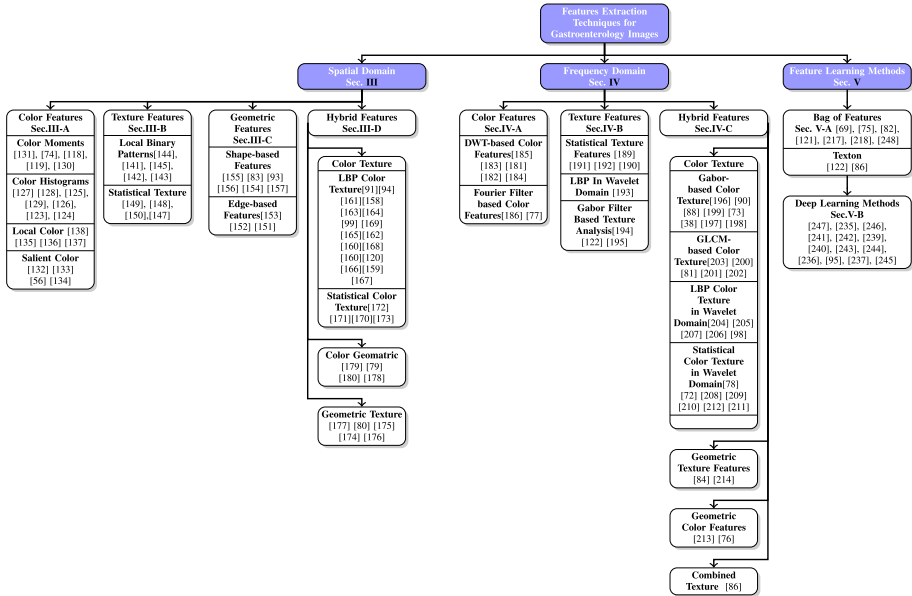 Features Extraction
Techniques for
Gastroenterology Images
Spatial Domain
Sec. III
Frequency Domain
Sec. IV
Feature Learning Methods
Sec. V
Color Features
Sec.III-A
Color Moments
[131], [74], [118],
[119], [130]
Color Histograms
[127] [128], [125],
[129], [126],
[123], [124]
Local Color [138]
[135] [136] [137]
Salient Color
[132] [133]
[56] [134]
Texture Features
Sec.III-B
Local Binary
Patterns[144],
[141], [145],
[142], [143]
Statistical Texture
[149], [148],
[150],[147]
Geometric
Features
Sec.III-C
Shape-based
Features
[155] [83] [93]
[156] [154] [157]
Edge-based
Features[153]
[152] [151]
Hybrid Features
Sec.III-D
Color Texture
LBP Color
Texture[91][94]
[161][158]
[163][164]
[99] [169]
[165][162]
[160][168]
[160][120]
[166][159]
[167]
Statistical Color
Texture[172]
[171][170][173]
Color Geomatric
[179] [79]
[180] [178]
Geometric Texture
[177] [80] [175]
[174] [176]
Color Features
Sec.IV-A
DWT-based Color
Features[185]
[183] [181]
[182] [184]
Fourier Filter
based Color
Features[186] [77]
Texture Features
Sec.IV-B
Statistical Texture
Features [189]
[191] [192] [190]
LBP In Wavelet
Domain [193]
Gabor Filter
Based Texture
Analysis[194]
[122] [195]
Hybrid Features
Sec.IV-C
Color Texture
Gabor-
based Color
Texture[196] [90]
[88] [199] [73]
[38] [197] [198]
GLCM-
based Color
Texture[203] [200]
[81] [201] [202]
LBP Color
Texture
in Wavelet
Domain[204] [205]
[207] [206] [98]
Statistical
Color Texture
in Wavelet
Domain[78]
[72] [208] [209]
[210] [212] [211]
Geometric
Texture Features
[84] [214]
Geometric
Color Features
[213] [76]
Combined
Texture [86]
Bag of Features
Sec. V-A [69], [75], [82],
[121], [217], [218], [248]
Texton
[122] [86]
Deep Learning Methods
Sec.V-B
[247], [235], [246],
[241], [242], [239],
[240], [243], [244],
[236], [95], [237], [245]